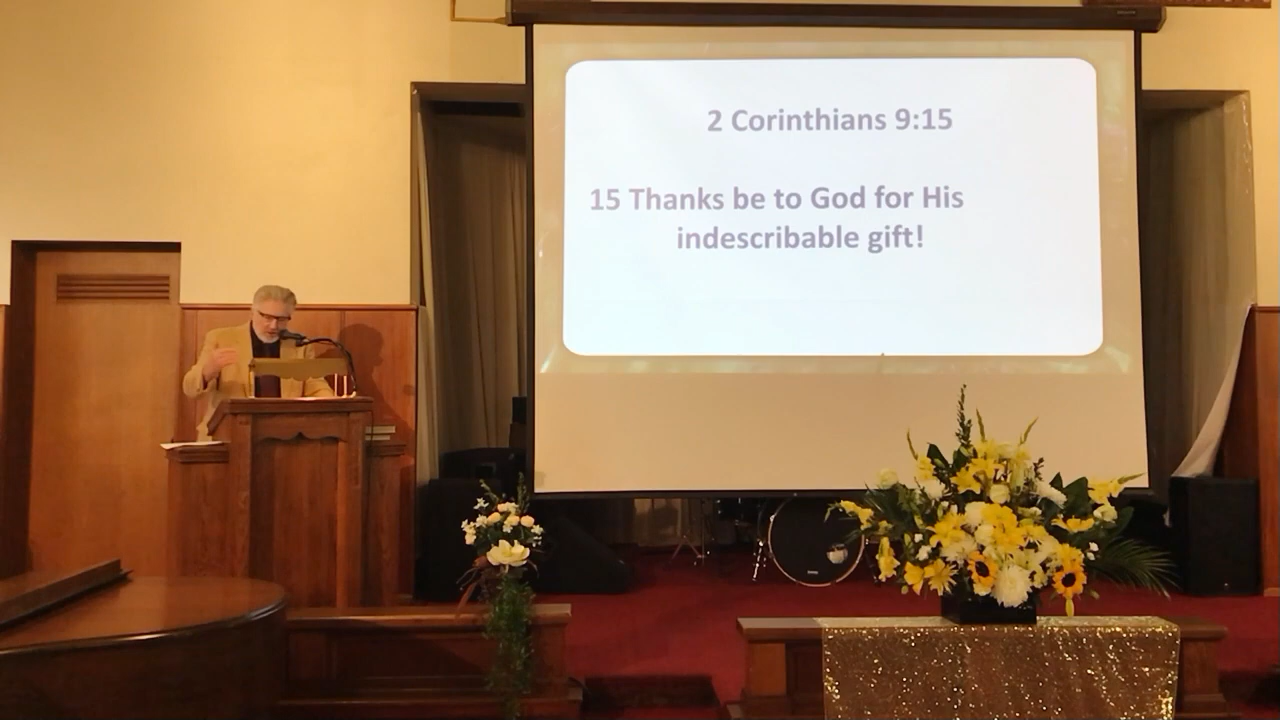 2 Corinthians 9:15
15 Thanks be to God for His
indescribable gift!